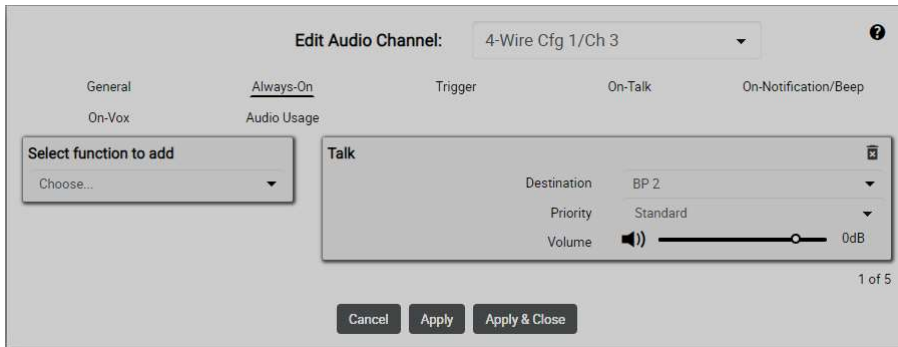 Edit Audio Channel: 4-Wire Cfg 1/Ch 3 ?
General Always-On Trigger On-Talk On-Notification/Beep
On-Vox Audio Usage
Select function to add
Choose...
Talk
Destination BP 2
Priority Standard
Volume 0dB
1 of 5
Cancel Apply Apply & Close